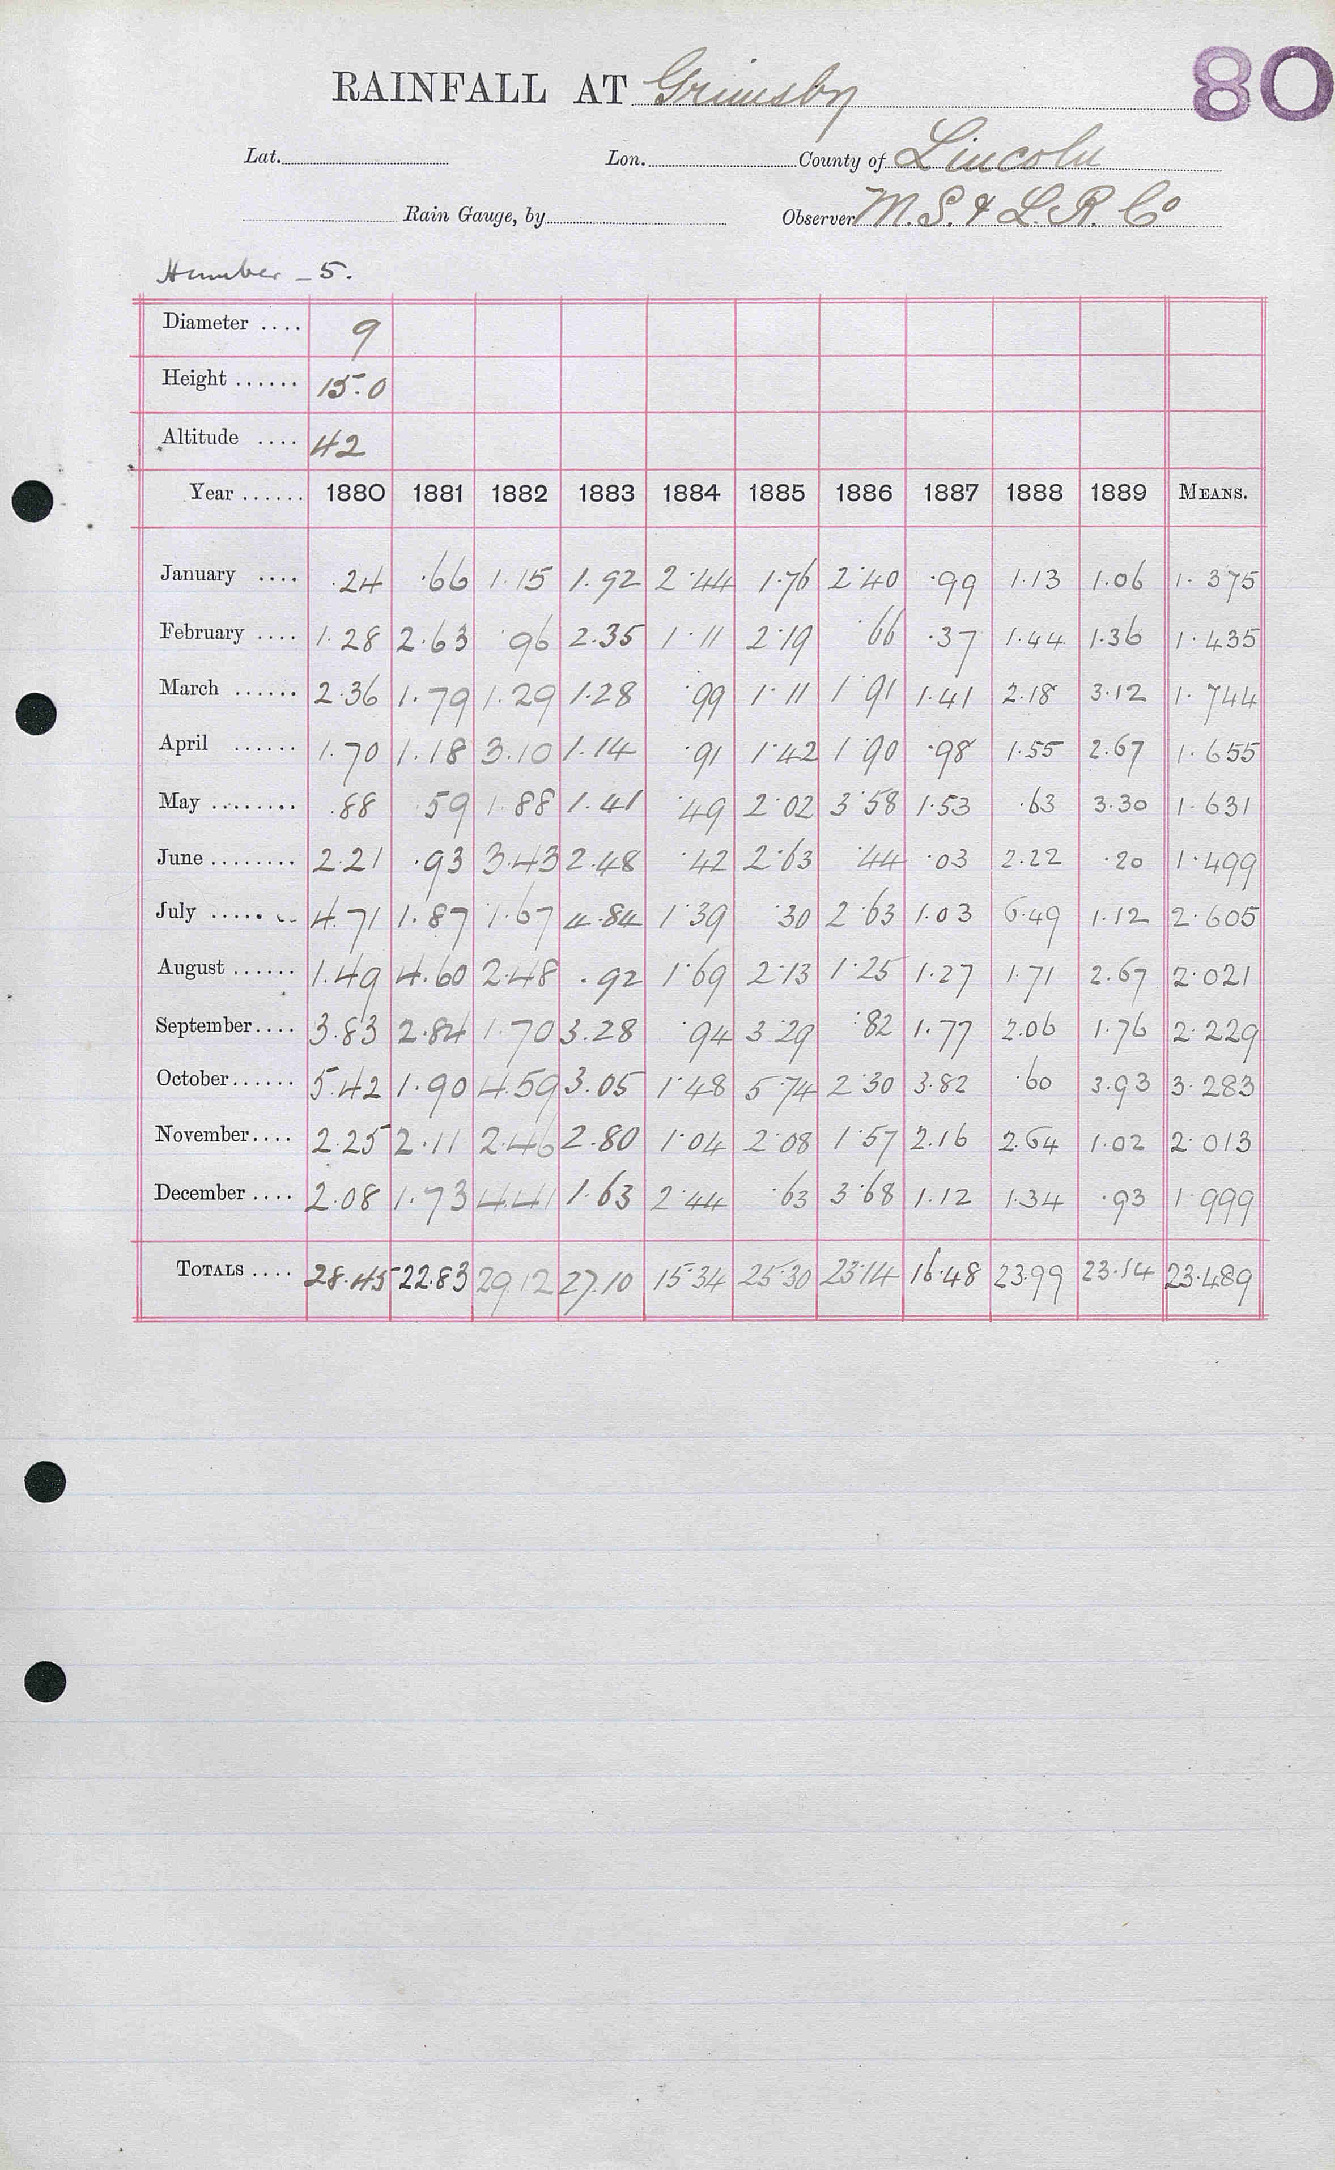 80
RAINFALL AT Grimsby
Lat. Lon. County of Lincoln
Rain Gauge, by Observer M.S. & L.R. Co
Humber - 5.
Diameter .... 9
Height ...... 15.0
Altitude .... 42
Year ...... 1880 1881 1882 1883 1884 1885 1886 1887 1888 1889 MEANS.
January .... .24 .66 1.15 1.92 2.44 1.76 2.40 .99 1.13 1.06 1.375
February .... 1.28 2.63 .96 2.35 1.11 2.19 .66 .37 1.44 1.36 1.435
March ...... 2.36 1.79 1.29 1.28 .99 1.11 1.91 1.41 2.18 3.12 1.744
April ...... 1.70 1.18 3.10 1.14 .91 1.42 1.90 .98 1.55 2.67 1.655
May ........ .88 .59 1.88 1.41 .49 2.02 3.58 1.53 .63 3.30 1.631
June ........ 2.21 .93 3.43 2.48 .42 2.63 .44 .03 2.22 .20 1.499
July ........ 4.71 1.87 1.67 4.84 1.39 .30 2.63 1.03 6.49 1.12 2.605
August ...... 1.49 4.60 2.48 .92 1.69 2.13 1.25 1.27 1.71 2.67 2.021
September.... 3.83 2.84 1.70 3.28 .94 3.29 .82 1.77 2.06 1.76 2.229
October...... 5.42 1.90 4.59 3.05 1.48 5.74 2.30 3.82 .60 3.93 3.283
November.... 2.25 2.11 2.46 2.80 1.04 2.08 1.57 2.16 2.64 1.02 2.013
December .... 2.08 1.73 4.41 1.63 2.44 .63 3.68 1.12 1.34 .93 1.999
TOTALS .... 28.45 22.83 29.12 27.10 15.34 25.30 23.14 16.48 23.99 23.14 23.489